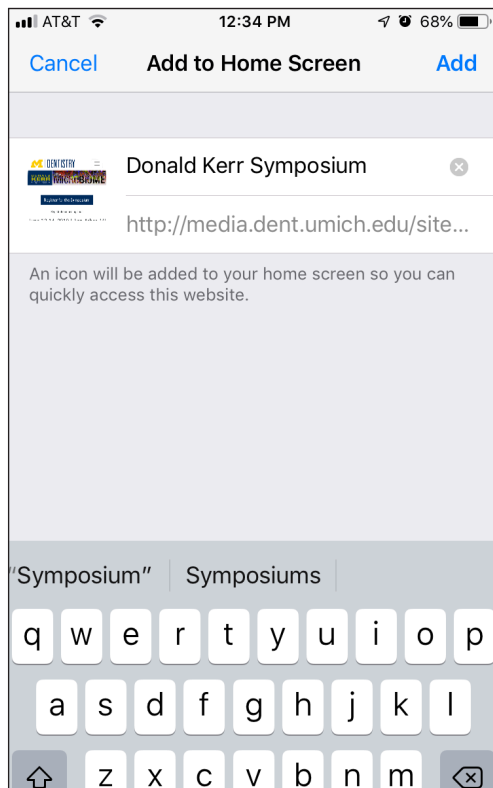 AT&T 12:34 PM 68%
Cancel Add to Home Screen Add
M DENTISTRY
KERR MICROBIOME
Donald Kerr Symposium
http://media.dent.umich.edu/site...
An icon will be added to your home screen so you can
quickly access this website.
"Symposium" Symposiums
q w e r t y u i o p
a s d f g h j k l
z x c v b n m